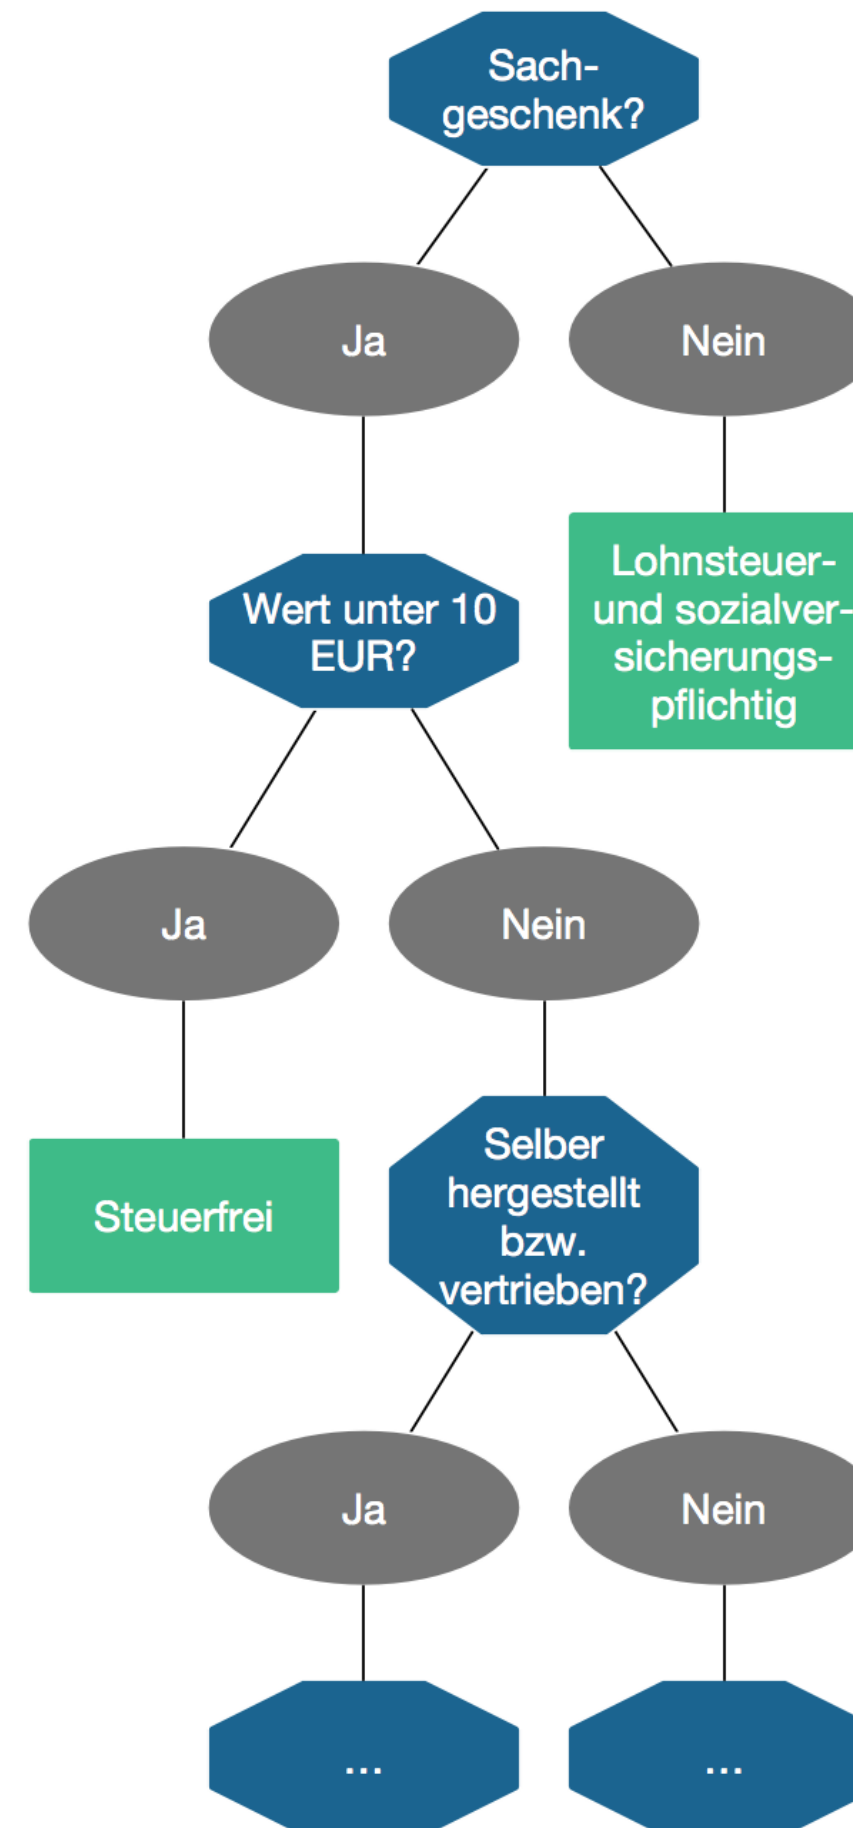 Sach-
geschenk?
Ja
Nein
Wert unter 10
EUR?
Lohnsteuer-
und sozialver-
sicherungs-
pflichtig
Ja
Nein
Steuerfrei
Selber
hergestellt
bzw.
vertrieben?
Ja
Nein
...
...